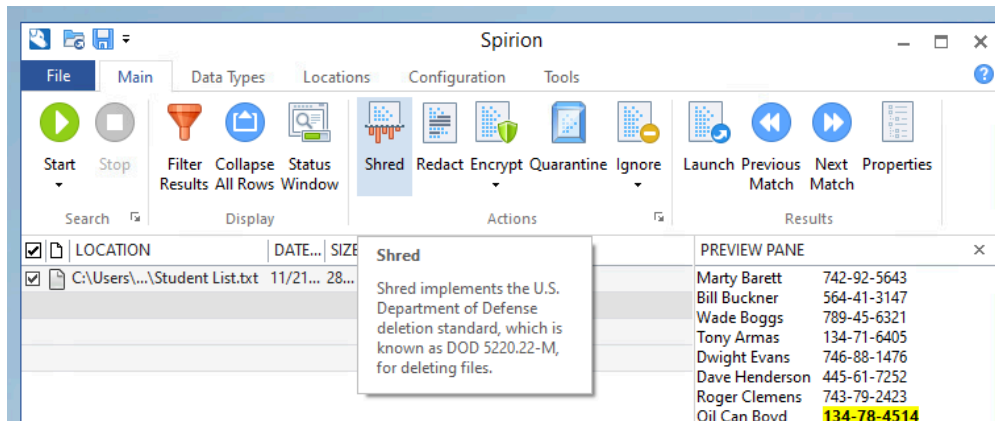 Spirion
File Main Data Types Locations Configuration Tools
Start Stop Filter Results Collapse All Rows Status Window Shred Redact Encrypt Quarantine Ignore Launch Previous Match Next Match Properties
Search Display Actions Results
LOCATION DATE... SIZE PREVIEW PANE
C:\Users\...\Student List.txt 11/21... 28...
Shred
Shred implements the U.S.
Department of Defense
deletion standard, which is
known as DOD 5220.22-M,
for deleting files.
Marty Barett 742-92-5643
Bill Buckner 564-41-3147
Wade Boggs 789-45-6321
Tony Armas 134-71-6405
Dwight Evans 746-88-1476
Dave Henderson 445-61-7252
Roger Clemens 743-79-2423
Oil Can Boyd 134-78-4514